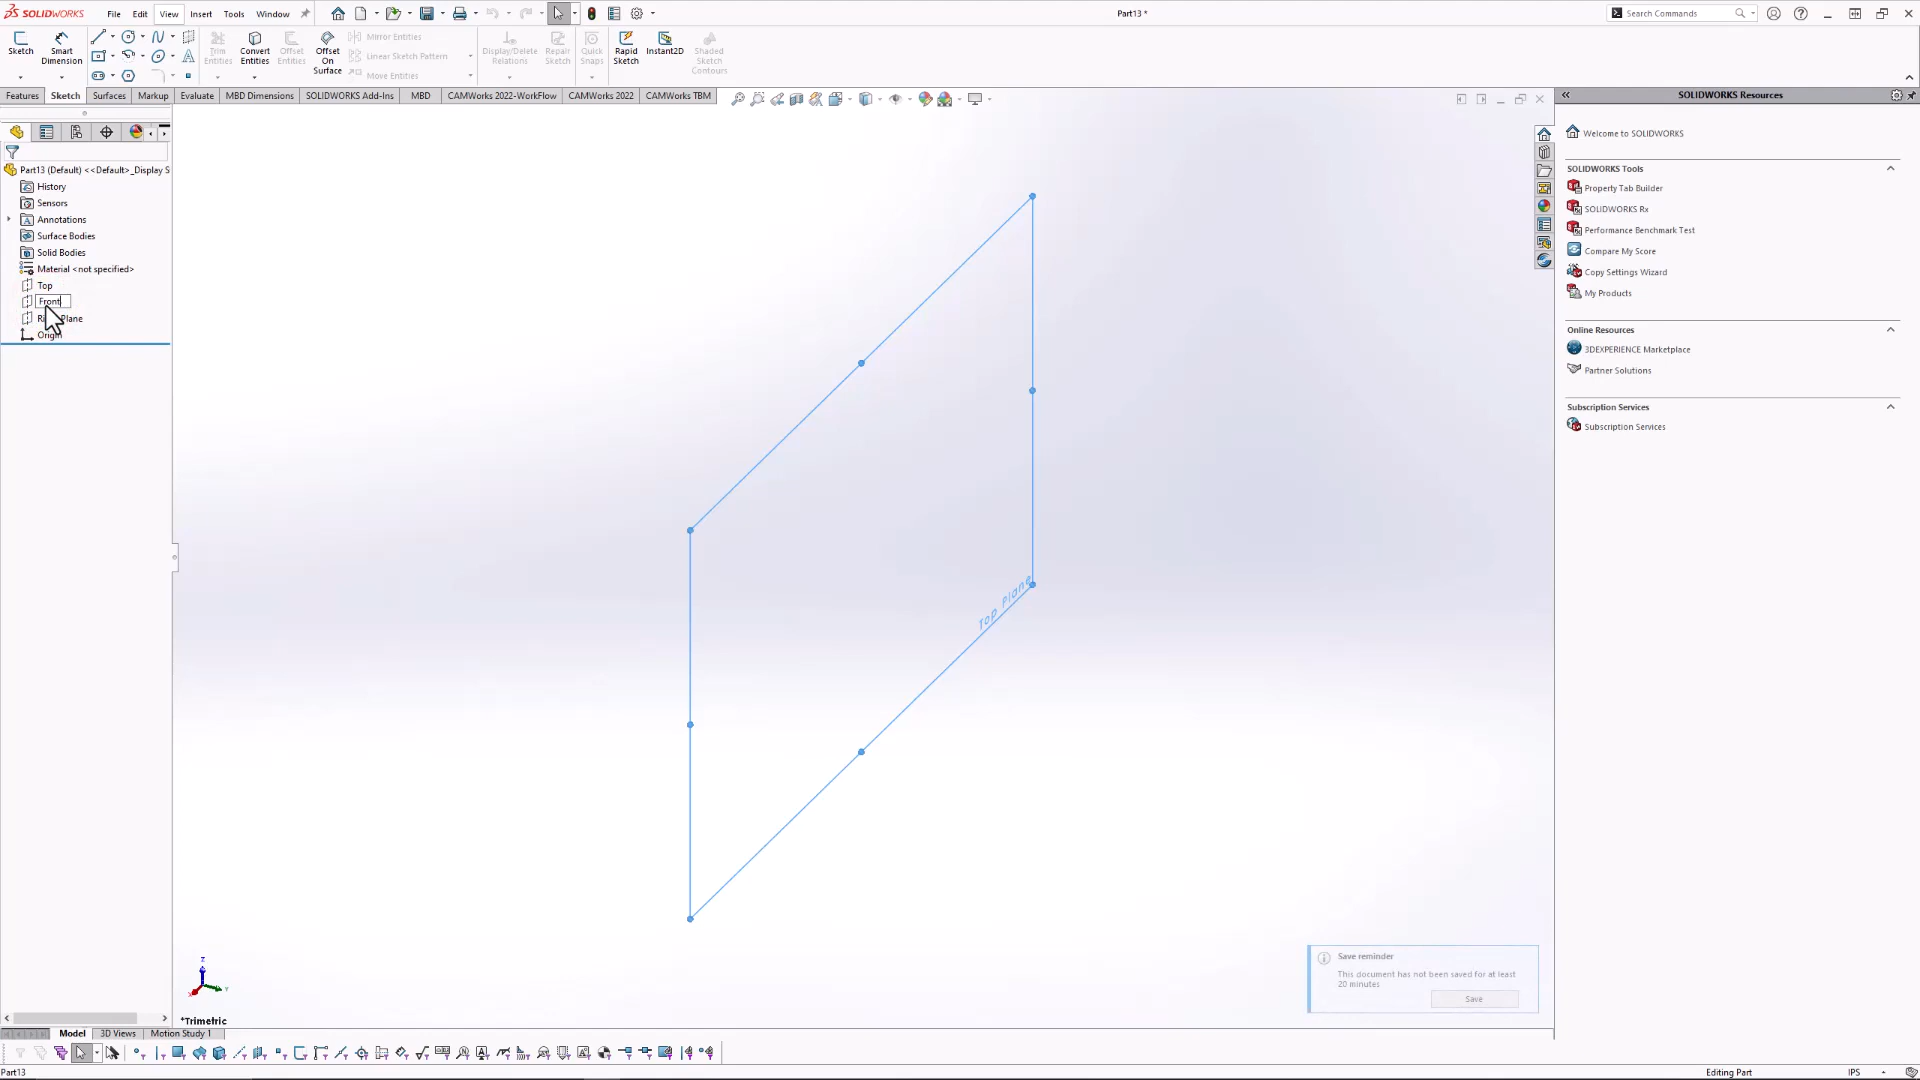 SOLIDWORKS
File Edit View Insert Tools Window
Part13 *
Search Commands
Sketch
Smart Dimension
Trim Entities
Convert Entities
Offset Entities
Offset On Surface
Mirror Entities
Linear Sketch Pattern
Move Entities
Display/Delete Relations
Repair Sketch
Quick Snaps
Rapid Sketch
Instant2D
Shaded Sketch Contours
Features Sketch Surfaces Markup Evaluate MBD Dimensions SOLIDWORKS Add-Ins MBD CAMWorks 2022-WorkFlow CAMWorks 2022 CAMWorks TBM
Part13 (Default) <<Default>_Display S
History
Sensors
Annotations
Surface Bodies
Solid Bodies
Material <not specified>
Top
Front
Plane
Origin
Top Plane
Z
Y
X
*Trimetric
Save reminder
This document has not been saved for at least
20 minutes
Save
SOLIDWORKS Resources
Welcome to SOLIDWORKS
SOLIDWORKS Tools
Property Tab Builder
SOLIDWORKS Rx
Performance Benchmark Test
Compare My Score
Copy Settings Wizard
My Products
Online Resources
3DEXPERIENCE Marketplace
Partner Solutions
Subscription Services
Subscription Services
Model 3D Views Motion Study 1
Part13
Editing Part
IPS